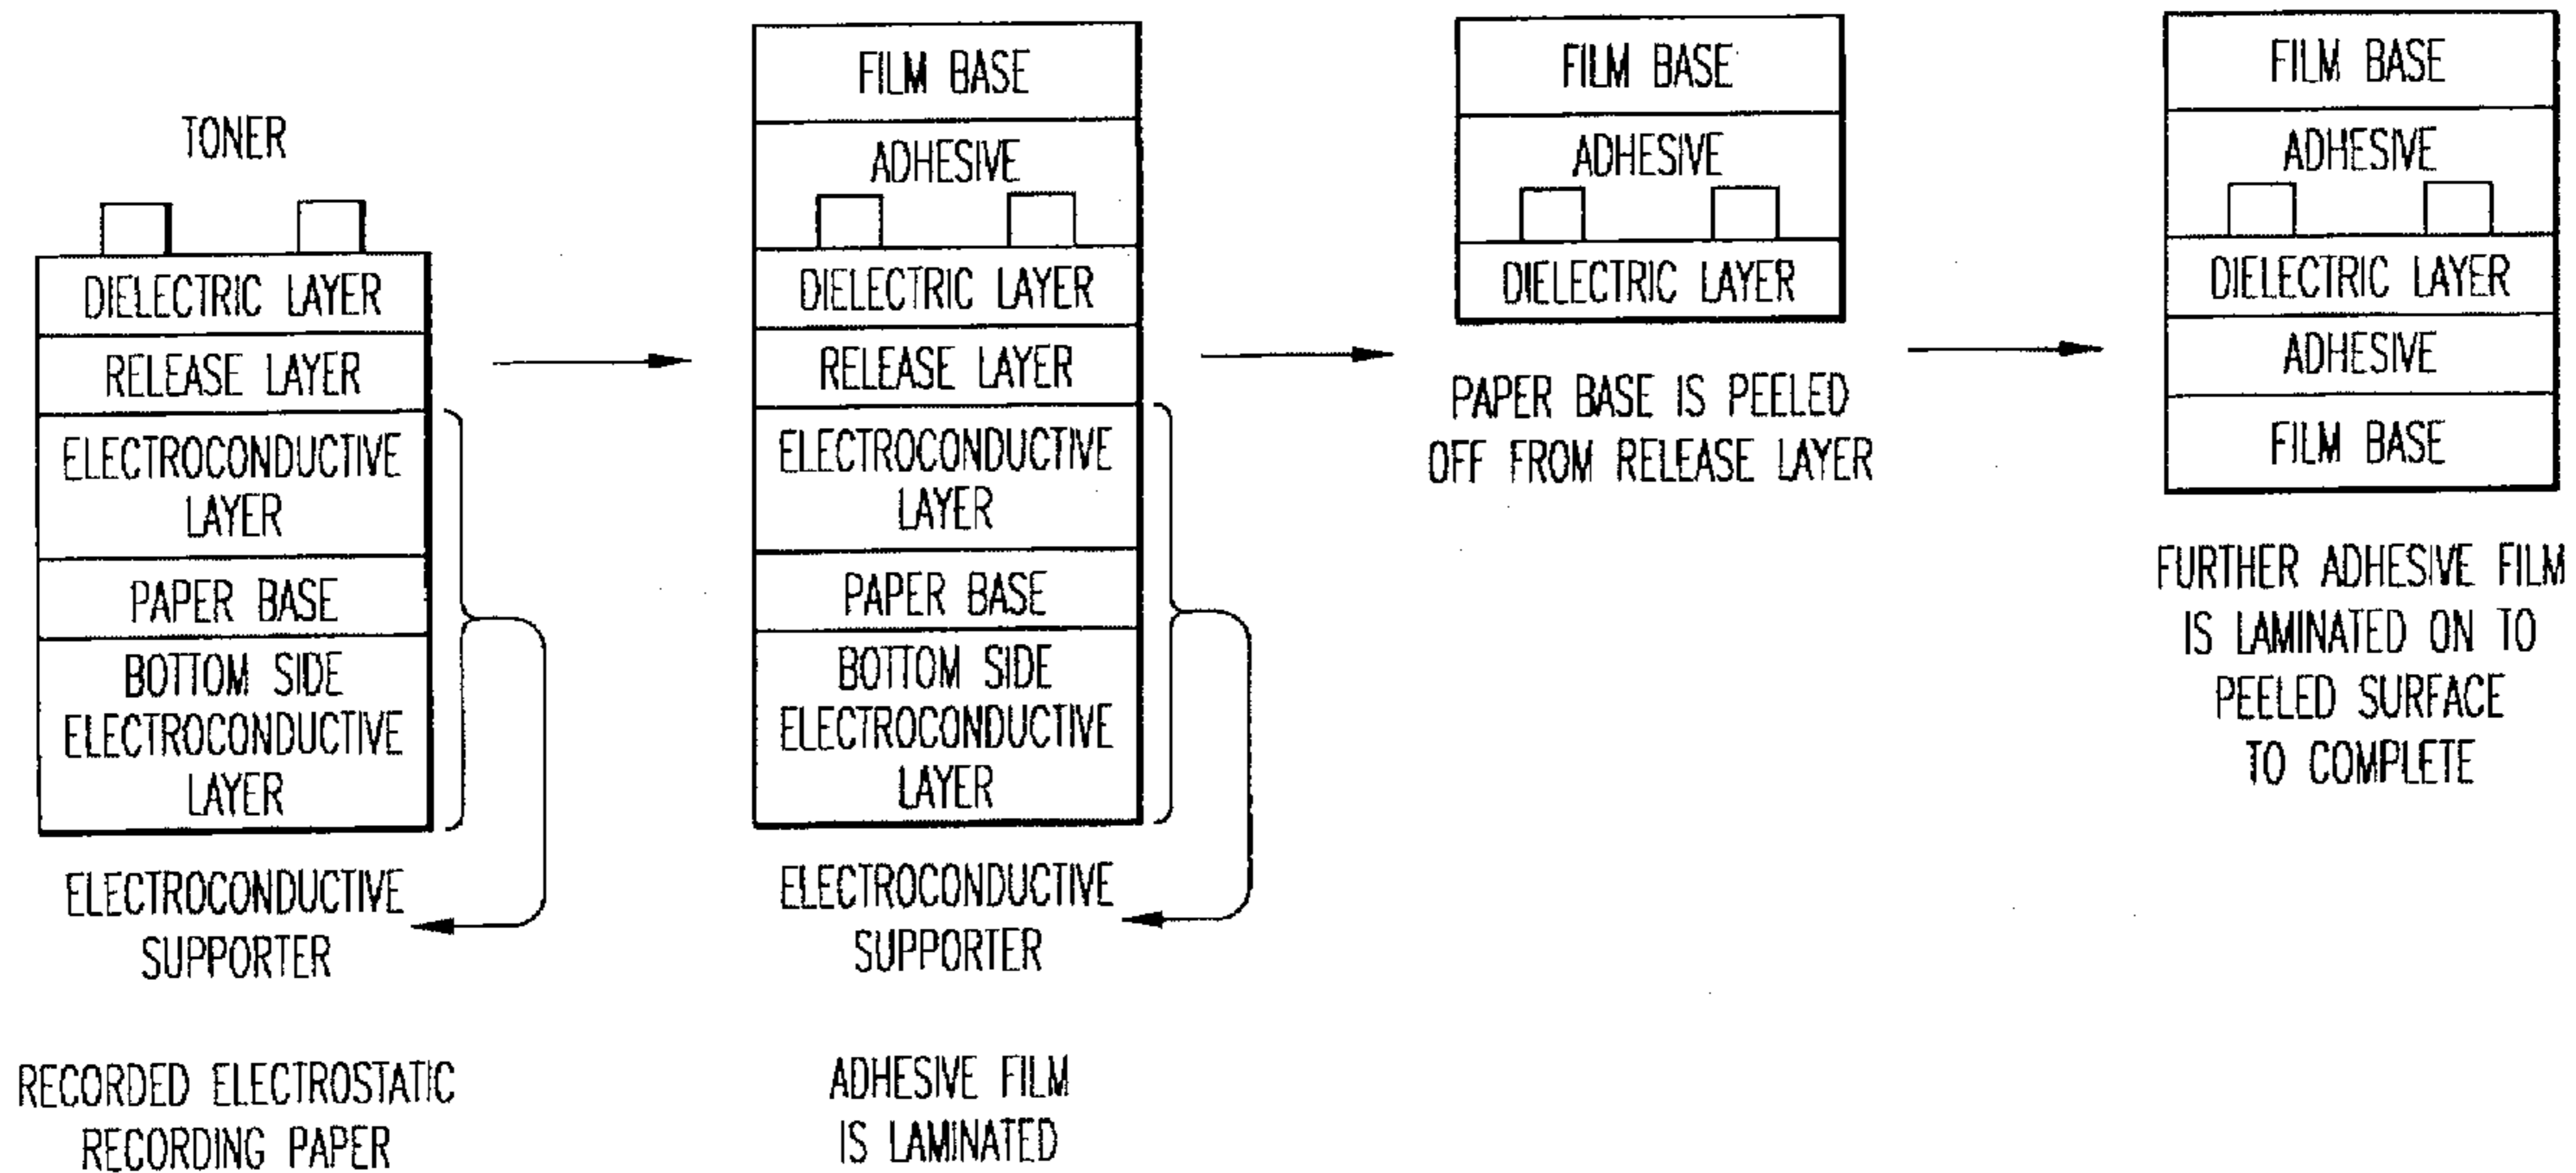 TONER
DIELECTRIC LAYER
RELEASE LAYER
ELECTROCONDUCTIVE
LAYER
PAPER BASE
BOTTOM SIDE
ELECTROCONDUCTIVE
LAYER
ELECTROCONDUCTIVE
SUPPORTER
RECORDED ELECTROSTATIC
RECORDING PAPER
FILM BASE
ADHESIVE
DIELECTRIC LAYER
RELEASE LAYER
ELECTROCONDUCTIVE
LAYER
PAPER BASE
BOTTOM SIDE
ELECTROCONDUCTIVE
LAYER
ELECTROCONDUCTIVE
SUPPORTER
ADHESIVE FILM
IS LAMINATED
FILM BASE
ADHESIVE
DIELECTRIC LAYER
PAPER BASE IS PEELED
OFF FROM RELEASE LAYER
FILM BASE
ADHESIVE
DIELECTRIC LAYER
ADHESIVE
FILM BASE
FURTHER ADHESIVE FILM
IS LAMINATED ON TO
PEELED SURFACE
TO COMPLETE